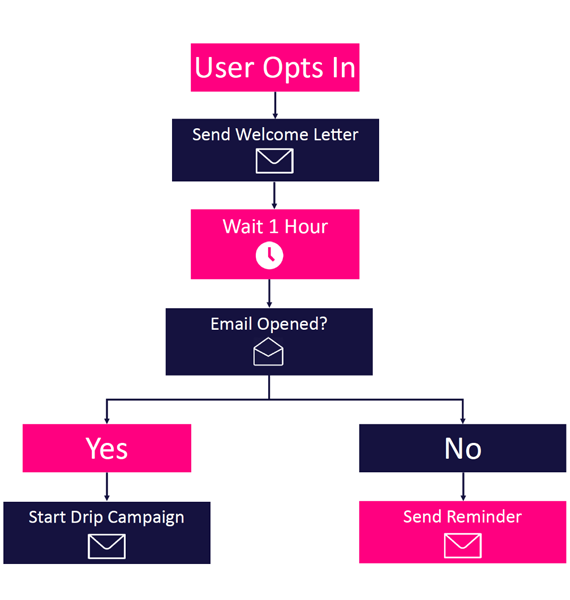 User Opts In
Send Welcome Letter
Wait 1 Hour
Email Opened?
Yes
No
Start Drip Campaign
Send Reminder